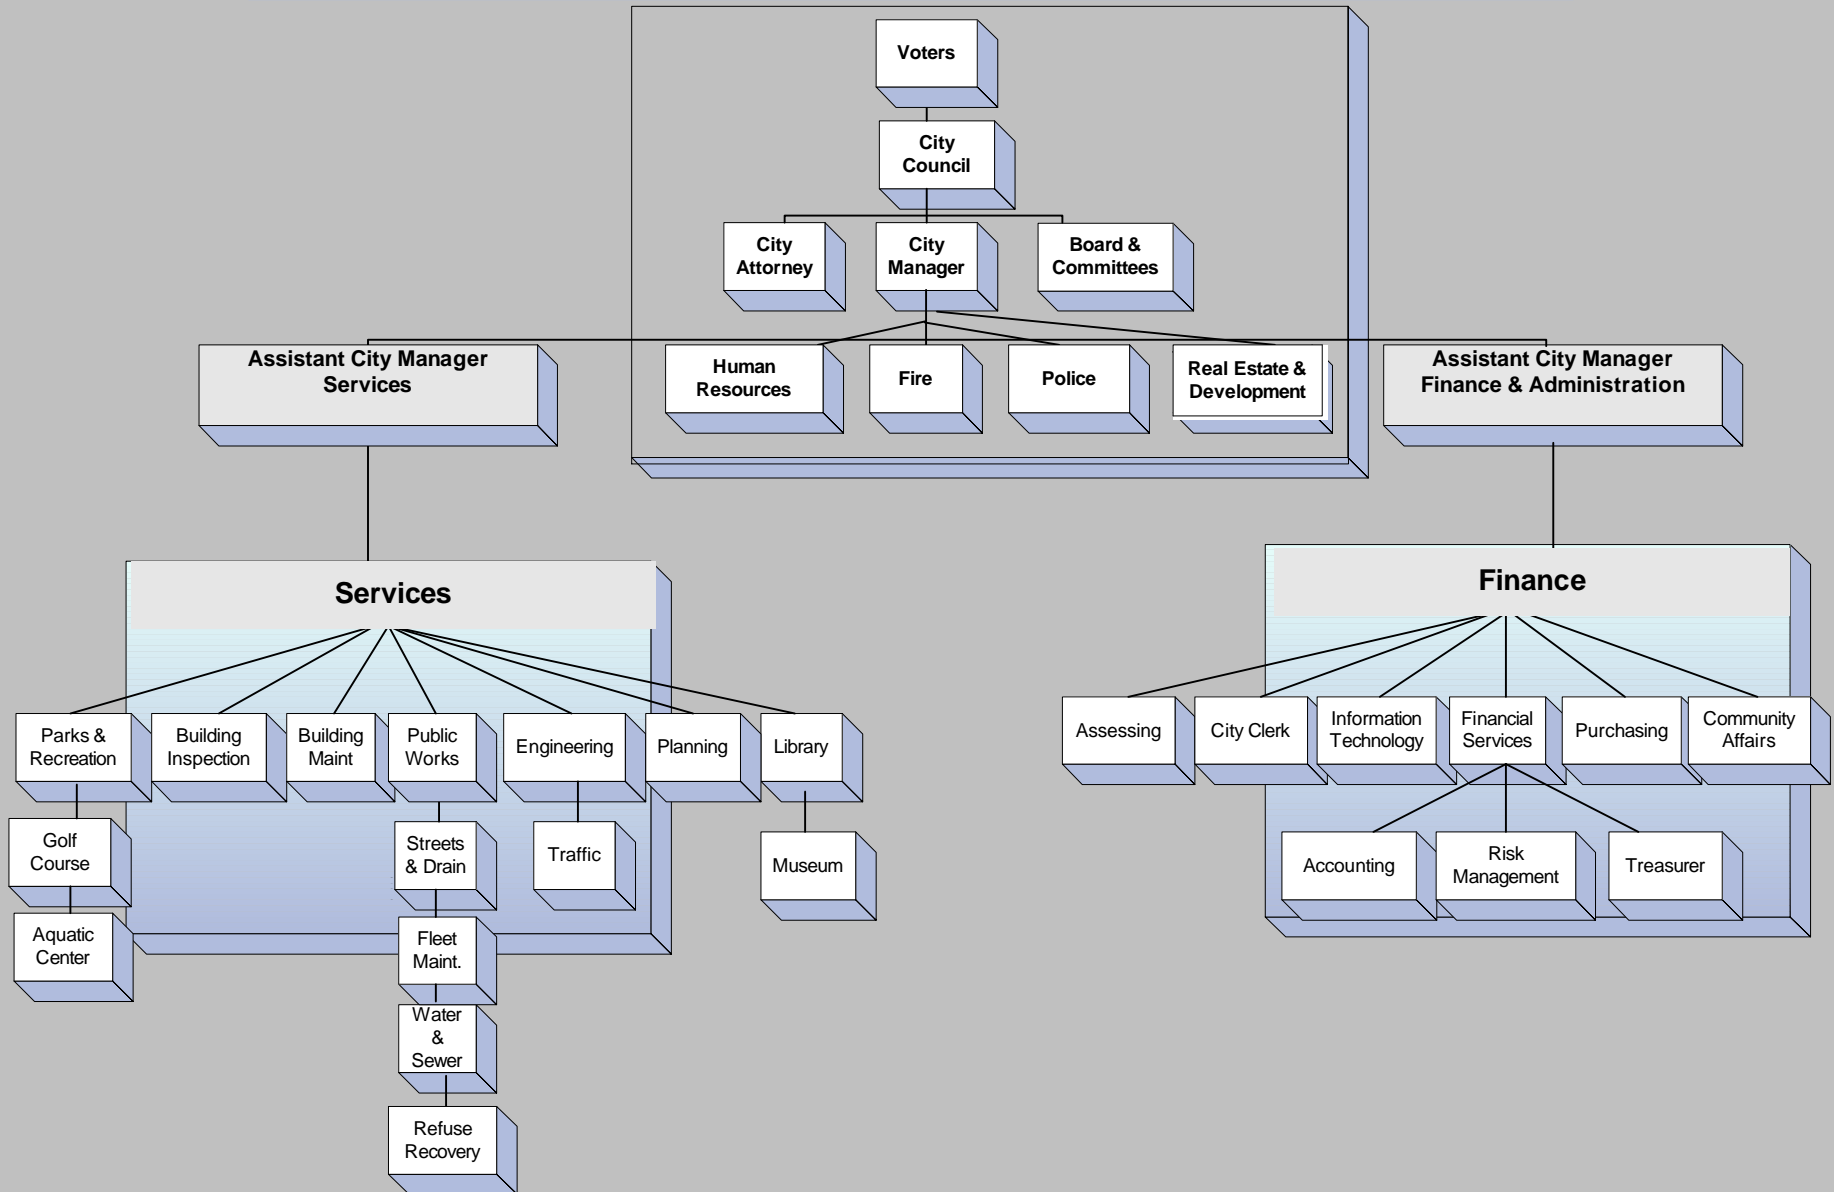 Voters
City
Council
City
Attorney
City
Manager
Board &
Committees
Assistant City Manager
Services
Human
Resources
Fire
Police
Real Estate &
Development
Assistant City Manager
Finance & Administration
Services
Finance
Parks &
Recreation
Building
Inspection
Building
Maint
Public
Works
Engineering
Planning
Library
Assessing
City Clerk
Information
Technology
Financial
Services
Purchasing
Community
Affairs
Golf
Course
Streets
& Drain
Traffic
Museum
Accounting
Risk
Management
Treasurer
Aquatic
Center
Fleet
Maint.
Water
&
Sewer
Refuse
Recovery